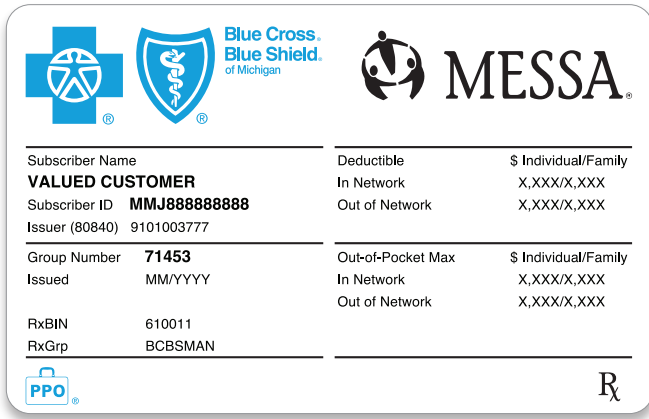 Blue Cross®
Blue Shield®
of Michigan
® ®
MESSA®
Subscriber Name
VALUED CUSTOMER
Subscriber ID MMJ888888888
Issuer (80840) 9101003777
Group Number 71453
Issued MM/YYYY
RxBIN 610011
RxGrp BCBSMAN
Deductible $ Individual/Family
In Network X,XXX/X,XXX
Out of Network X,XXX/X,XXX
Out-of-Pocket Max $ Individual/Family
In Network X,XXX/X,XXX
Out of Network X,XXX/X,XXX
PPO ®
℞